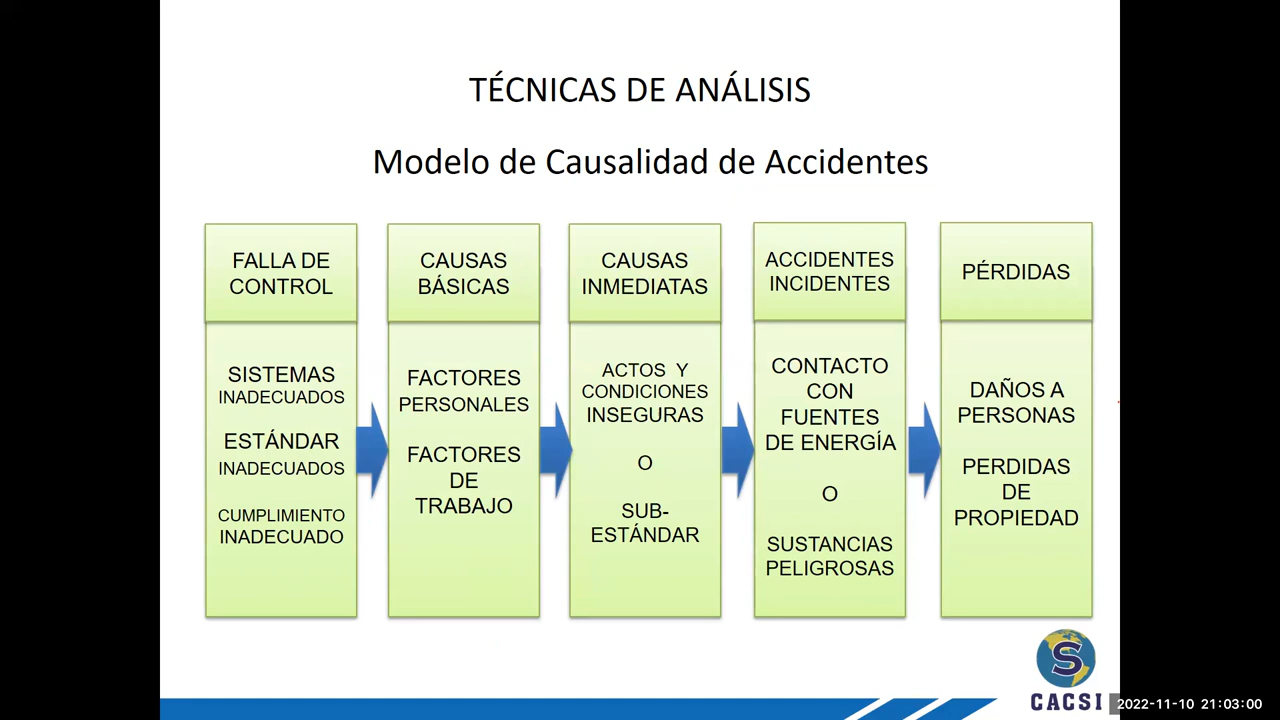 TÉCNICAS DE ANÁLISIS
Modelo de Causalidad de Accidentes
FALLA DE
CONTROL
SISTEMAS
INADECUADOS
ESTÁNDAR
INADECUADOS
CUMPLIMIENTO
INADECUADO
CAUSAS
BÁSICAS
FACTORES
PERSONALES
FACTORES
DE
TRABAJO
CAUSAS
INMEDIATAS
ACTOS Y
CONDICIONES
INSEGURAS
O
SUB-
ESTÁNDAR
ACCIDENTES
INCIDENTES
CONTACTO
CON
FUENTES
DE ENERGÍA
O
SUSTANCIAS
PELIGROSAS
PÉRDIDAS
DAÑOS A
PERSONAS
PERDIDAS
DE
PROPIEDAD
S
CACSI
2022-11-10 21:03:00